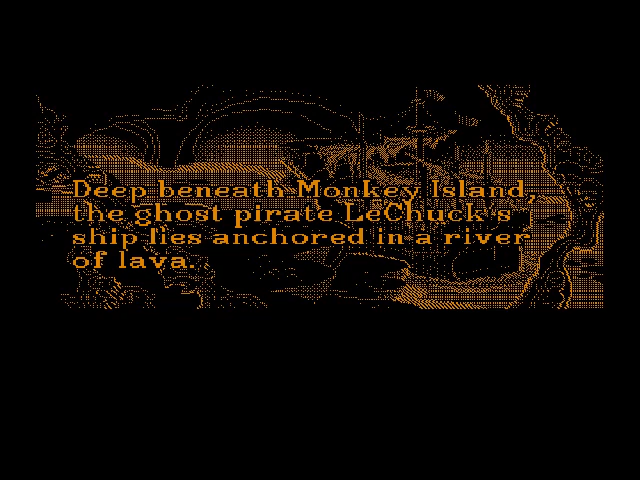 Deep beneath Monkey Island,
the ghost pirate LeChuck's
ship lies anchored in a river
of lava.